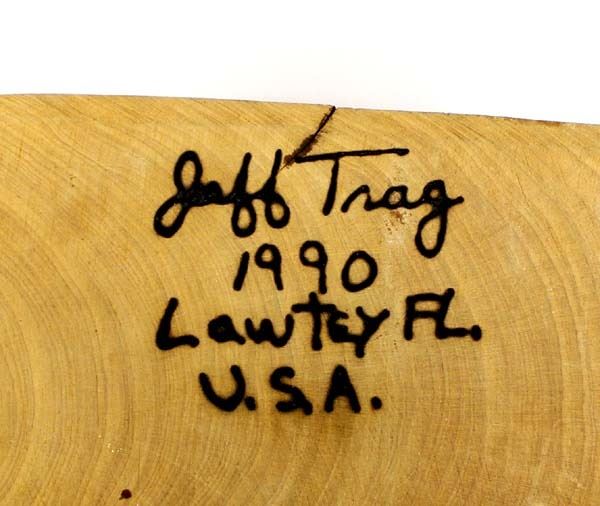 Jeff Trag
1990
Lawtey FL.
U.S.A.